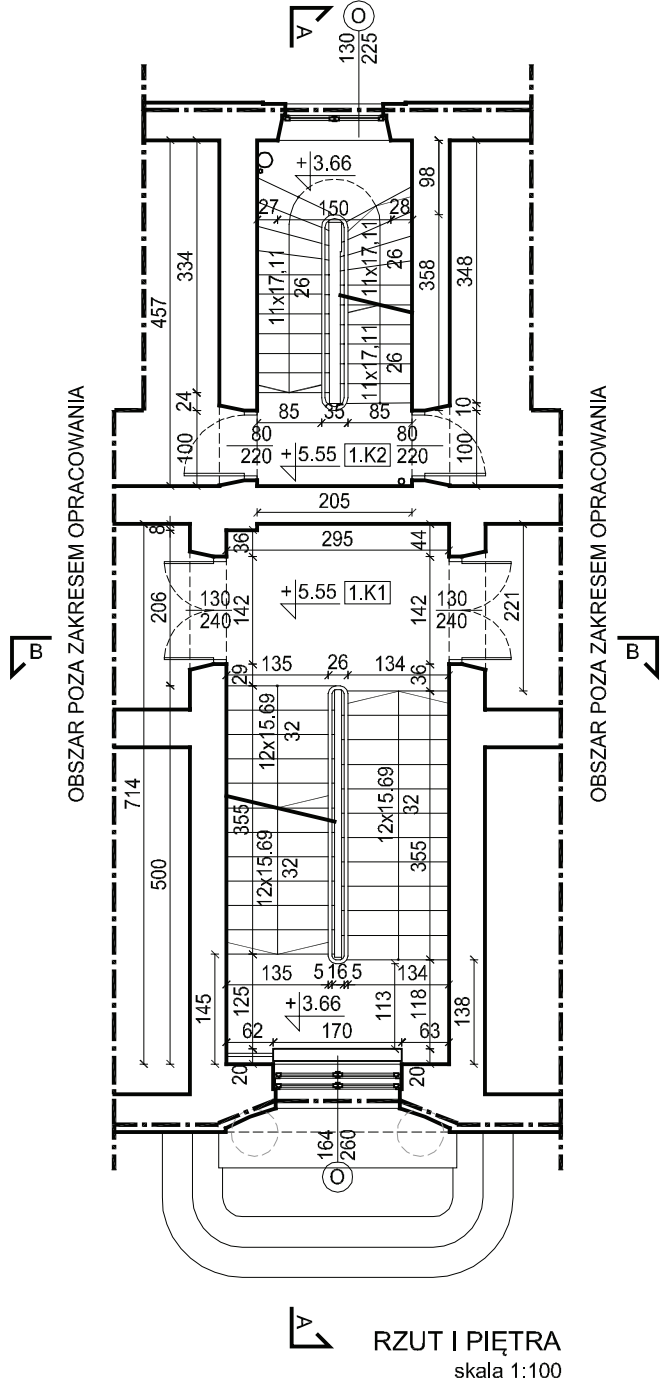 A
O
130
225
+3.66
98
27 150 28
11x17,11
26
11x17,11
26
358
348
334
457
11x17,11
26
24
100
10
100
85 35 85
80
220
+5.55 1.K2
80
220
205
OBSZAR POZA ZAKRESEM OPRACOWANIA
OBSZAR POZA ZAKRESEM OPRACOWANIA
8
36
295
44
206
130
240
142
+5.55 1.K1
142
130
240
221
B
B
29
135 26 134
36
12x15.69
32
12x15.69
32
714
355
500
12x15.69
32
355
135 5 16 5 134
145
125
+3.66
113
118
138
62 170 63
20
20
164
260
O
A
RZUT I PIĘTRA
skala 1:100